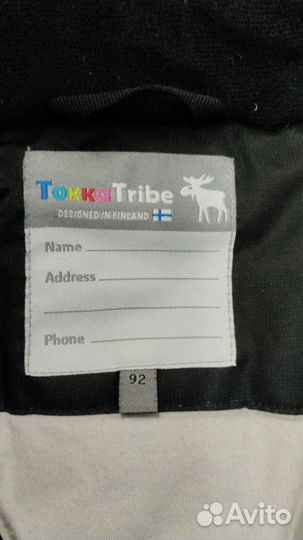 TokkaTribe
DESIGNED IN FINLAND
Name
Address
Phone
92
Avito